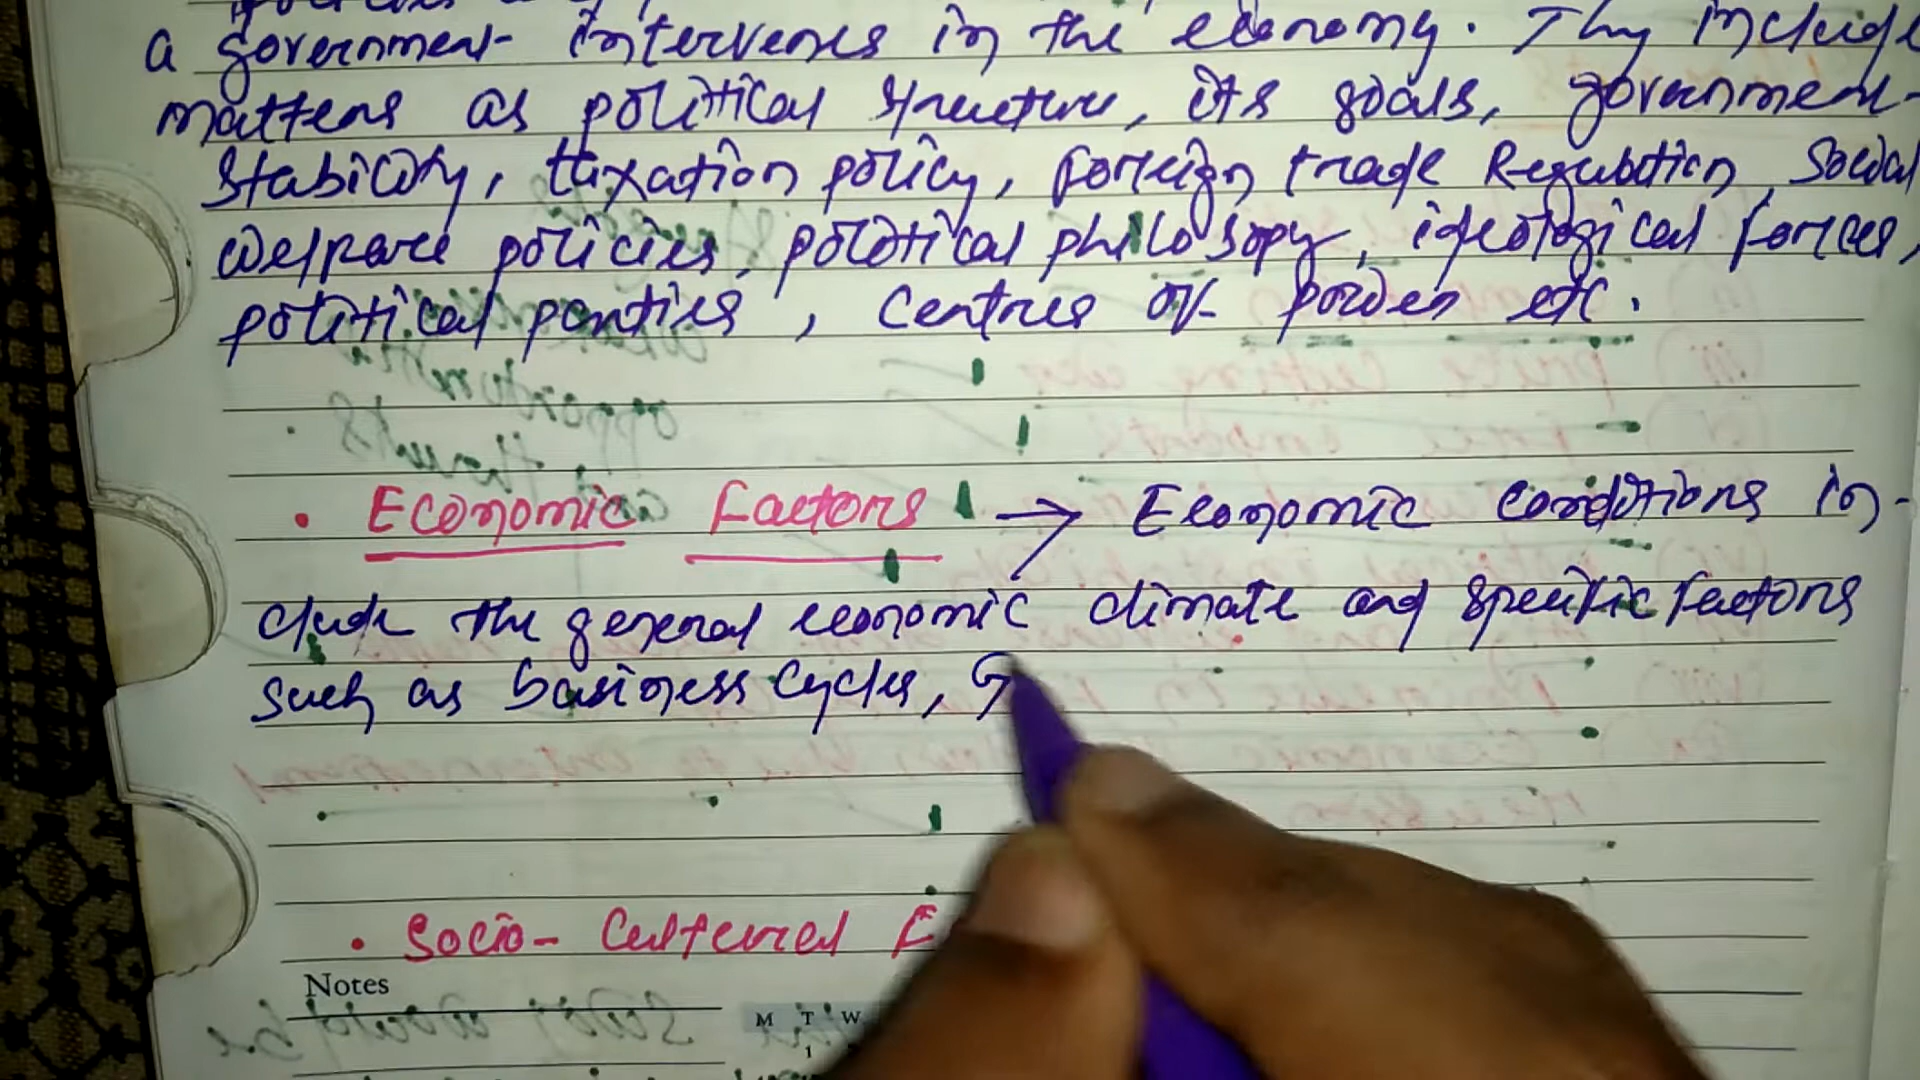 a government intervenes in the economy. They include
matters as political structure, its goals, government
stability, taxation policy, foreign trade Regulation, Social
welfare policies, political philosopy, ideological forces,
political parties, centres of power etc.
• Economic Factors → Economic conditions in-
clude the general economic climate and specific factors
such as business cycles, G
• Socio- Cultural F
Notes
M T W
1